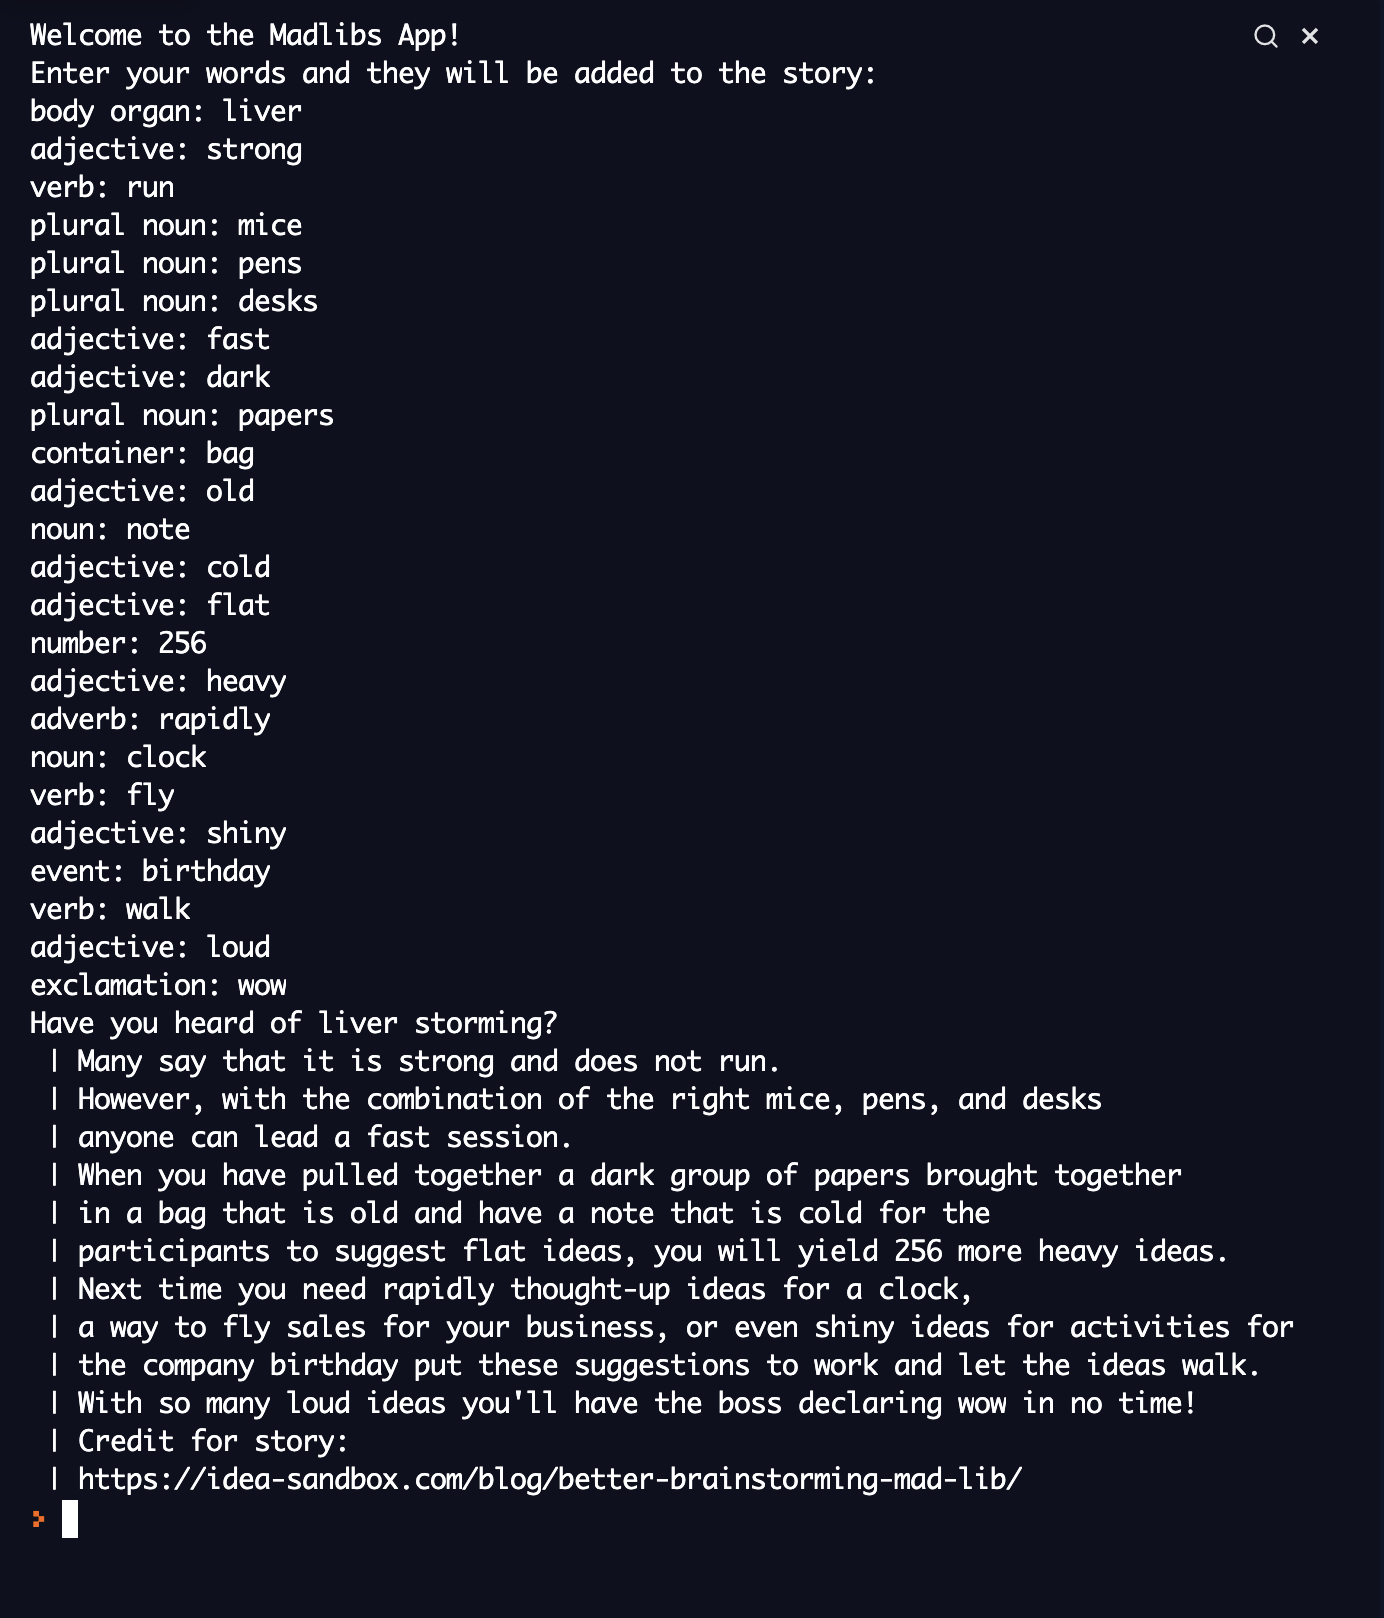 Welcome to the Madlibs App!
Enter your words and they will be added to the story:
body organ: liver
adjective: strong
verb: run
plural noun: mice
plural noun: pens
plural noun: desks
adjective: fast
adjective: dark
plural noun: papers
container: bag
adjective: old
noun: note
adjective: cold
adjective: flat
number: 256
adjective: heavy
adverb: rapidly
noun: clock
verb: fly
adjective: shiny
event: birthday
verb: walk
adjective: loud
exclamation: wow
Have you heard of liver storming?
| Many say that it is strong and does not run.
| However, with the combination of the right mice, pens, and desks
| anyone can lead a fast session.
| When you have pulled together a dark group of papers brought together
| in a bag that is old and have a note that is cold for the
| participants to suggest flat ideas, you will yield 256 more heavy ideas.
| Next time you need rapidly thought-up ideas for a clock,
| a way to fly sales for your business, or even shiny ideas for activities for
| the company birthday put these suggestions to work and let the ideas walk.
| With so many loud ideas you'll have the boss declaring wow in no time!
| Credit for story:
| https://idea-sandbox.com/blog/better-brainstorming-mad-lib/